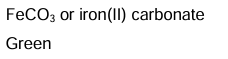 FeCO₃ or iron(II) carbonate
Green